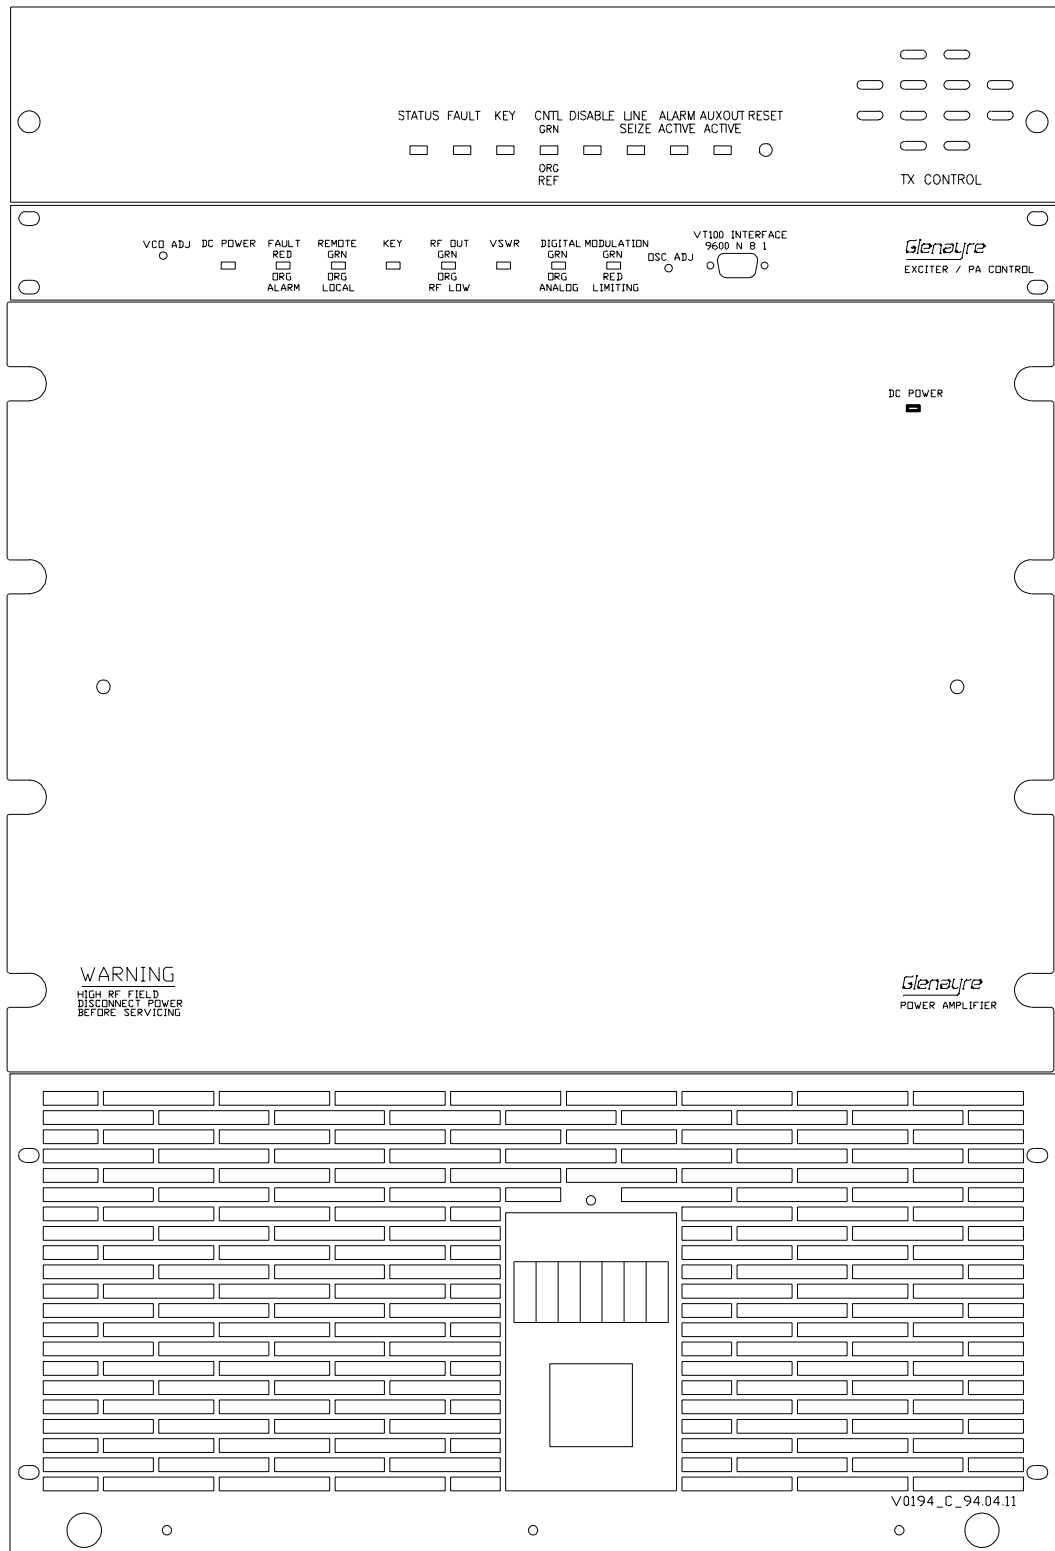 STATUS FAULT KEY CNTL DISABLE LINE ALARM AUXOUT RESET
GRN SEIZE ACTIVE ACTIVE
ORG
REF
TX CONTROL
VCO ADJ DC POWER FAULT REMOTE KEY RF OUT VSWR DIGITAL MODULATION
RED GRN GRN GRN GRN
ORG ORG ORG ORG RED
ALARM LOCAL RF LOW ANALOG LIMITING
OSC ADJ
VT100 INTERFACE
9600 N 8 1
Glenayre
EXCITER / PA CONTROL
DC POWER
WARNING
HIGH RF FIELD
DISCONNECT POWER
BEFORE SERVICING
Glenayre
POWER AMPLIFIER
V0194_C_94.04.11